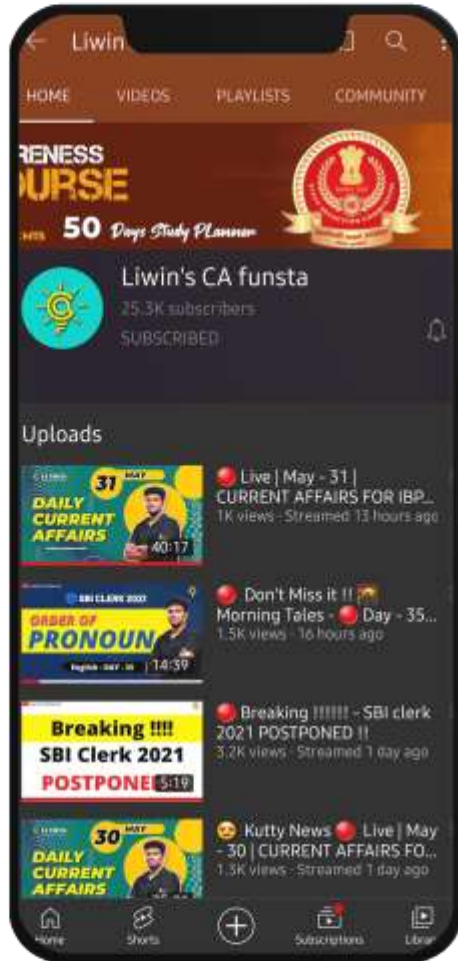 Liwin
HOME VIDEOS PLAYLISTS COMMUNITY
RENESS
OURSE
HTS 50 Days Study PLanner
Liwin's CA funsta
25.3K subscribers
SUBSCRIBED
Uploads
31 MAY
DAILY
CURRENT
AFFAIRS
40:17
🔴 Live | May - 31 |
CURRENT AFFAIRS FOR IBP...
1K views · Streamed 13 hours ago
SBI CLERK 2021
ORDER OF
PRONOUN
English - DAY - 35
14:39
🔴 Don't Miss it !! 🌄
Morning Tales - 🔴 Day - 35...
1.5K views · 16 hours ago
Breaking !!!!
SBI Clerk 2021
POSTPONE
5:19
🔴 Breaking !!!!!! - SBI clerk
2021 POSTPONED !!
3.2K views · Streamed 1 day ago
30 MAY
DAILY
CURRENT
AFFAIRS
😍 Kutty News 🔴 Live | May
- 30 | CURRENT AFFAIRS FO...
1.3K views · Streamed 1 day ago
Home Shorts Subscriptions Librar